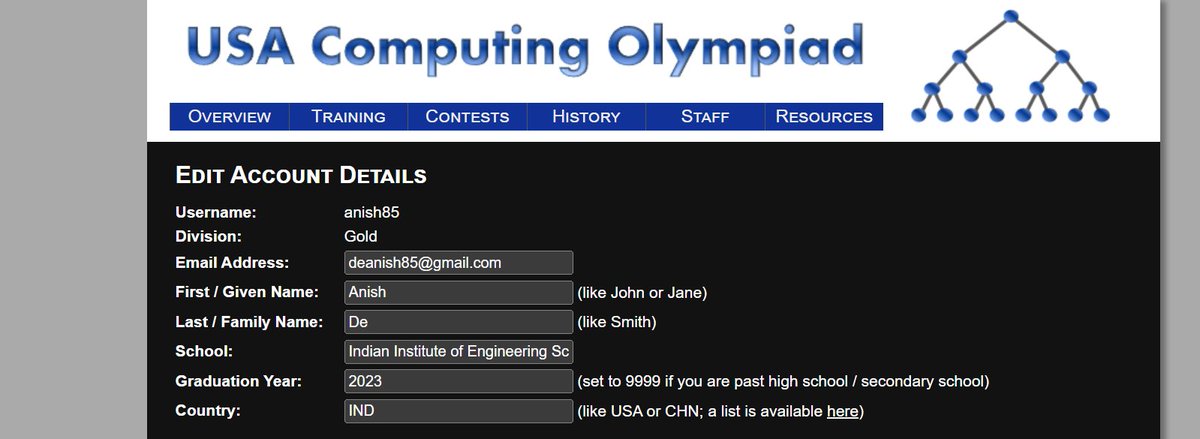 USA Computing Olympiad
OVERVIEW TRAINING CONTESTS HISTORY STAFF RESOURCES
EDIT ACCOUNT DETAILS
Username: anish85
Division: Gold
Email Address: deanish85@gmail.com
First / Given Name: Anish (like John or Jane)
Last / Family Name: De (like Smith)
School: Indian Institute of Engineering Sc
Graduation Year: 2023 (set to 9999 if you are past high school / secondary school)
Country: IND (like USA or CHN; a list is available here)